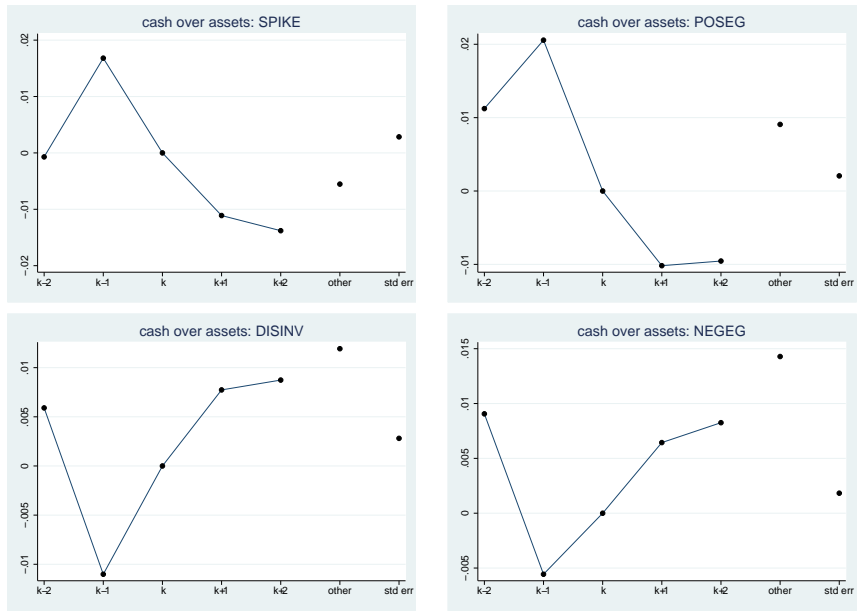 cash over assets: SPIKE
.02
.01
0
−.01
−.02
k−2 k−1 k k+1 k+2 other std err
cash over assets: POSEG
.02
.01
0
−.01
k−2 k−1 k k+1 k+2 other std err
cash over assets: DISINV
.01
.005
0
−.005
−.01
k−2 k−1 k k+1 k+2 other std err
cash over assets: NEGEG
.015
.01
.005
0
−.005
k−2 k−1 k k+1 k+2 other std err